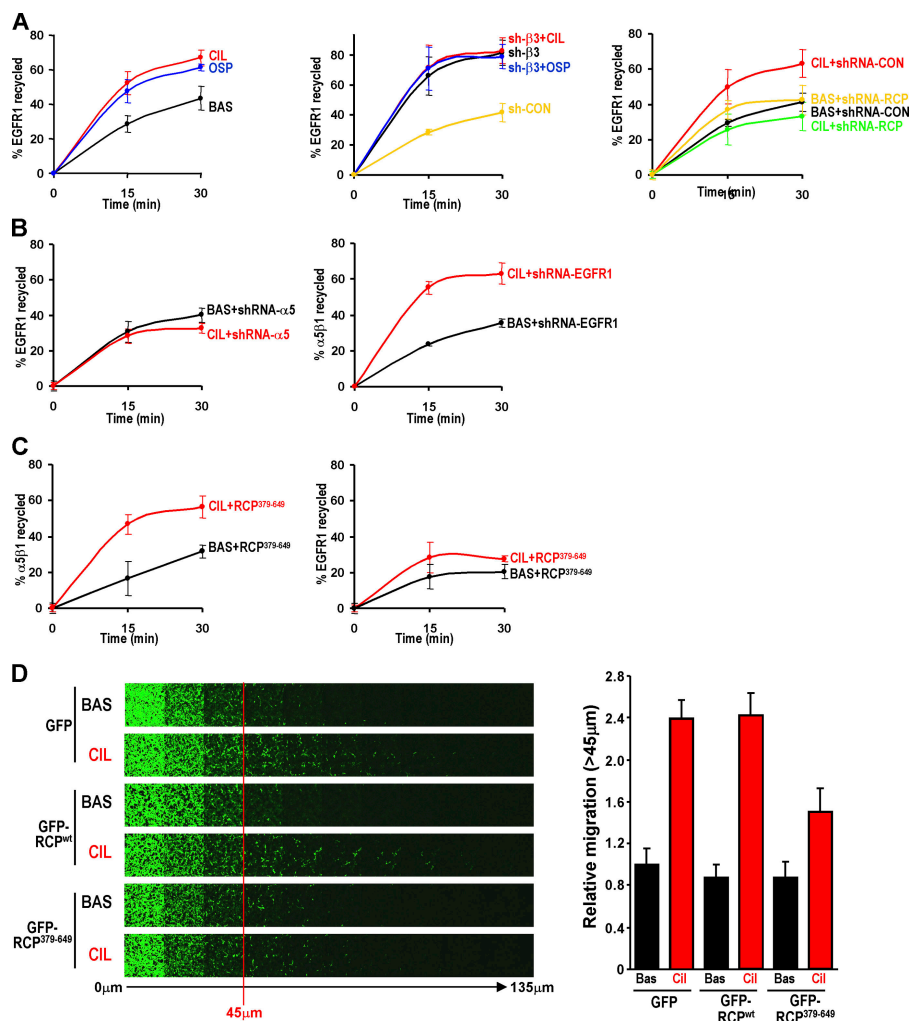 A
% EGFR1 recycled
80
60
40
20
0
0
15
30
Time (min)
CIL
OSP
BAS
% EGFR1 recycled
80
60
40
20
0
0
15
30
Time (min)
sh-β3+CIL
sh-β3
sh-β3+OSP
sh-CON
% EGFR1 recycled
80
60
40
20
0
0
15
30
Time (min)
CIL+shRNA-CON
BAS+shRNA-RCP
BAS+shRNA-CON
CIL+shRNA-RCP
B
% EGFR1 recycled
80
60
40
20
0
0
15
30
Time (min)
BAS+shRNA-α5
CIL+shRNA-α5
% α5β1 recycled
80
60
40
20
0
0
15
30
Time (min)
CIL+shRNA-EGFR1
BAS+shRNA-EGFR1
C
% α5β1 recycled
80
60
40
20
0
0
15
30
Time (min)
CIL+RCP379-649
BAS+RCP379-649
% EGFR1 recycled
80
60
40
20
0
0
15
30
Time (min)
CIL+RCP379-649
BAS+RCP379-649
D
GFP
BAS
CIL
GFP-
RCPwt
BAS
CIL
GFP-
RCP379-649
BAS
CIL
0µm
135µm
45µm
Relative migration (>45µm)
2.8
2.4
2.0
1.6
1.2
0.8
0.4
0
Bas Cil Bas Cil Bas Cil
GFP GFP- GFP-
RCPwt RCP379-649